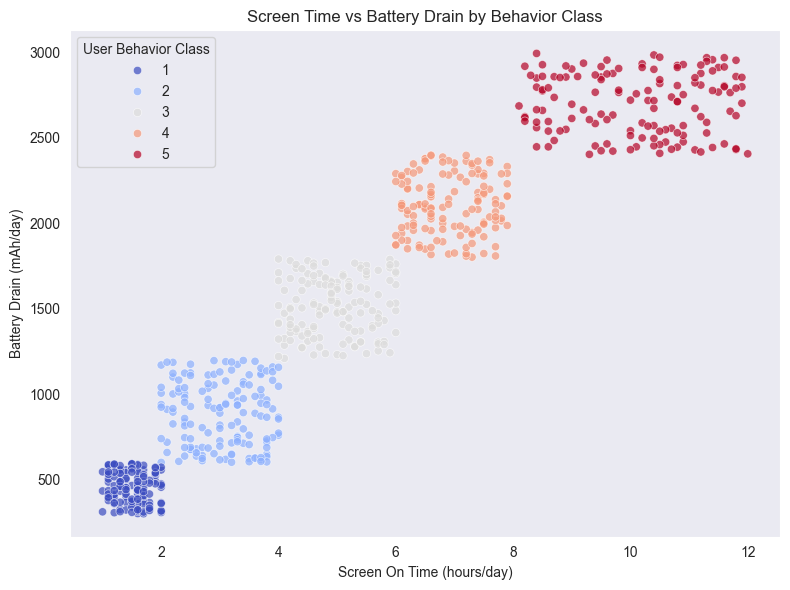 Screen Time vs Battery Drain by Behavior Class
User Behavior Class
1
2
3
4
5
Battery Drain (mAh/day)
3000
2500
2000
1500
1000
500
2 4 6 8 10 12
Screen On Time (hours/day)